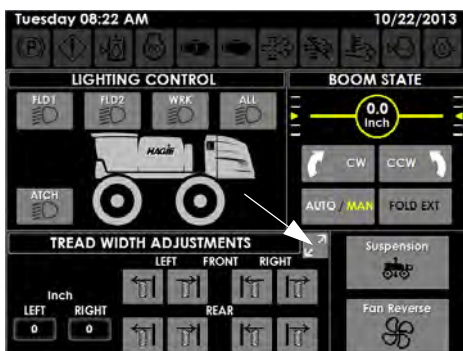 Tuesday 08:22 AM 10/22/2013
LIGHTING CONTROL
FLD1 FLD2 WRK ALL
HAGIE
ATCH
BOOM STATE
0.0
Inch
CW CCW
AUTO / MAN FOLD EXT
TREAD WIDTH ADJUSTMENTS
LEFT FRONT RIGHT
Inch
LEFT RIGHT REAR
0 0
Suspension
Fan Reverse